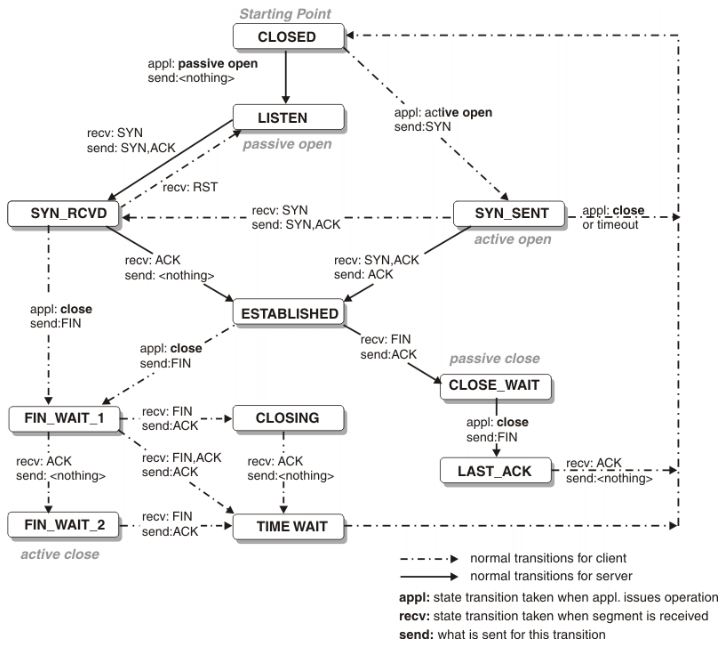 Starting Point
CLOSED
appl: passive open
send:<nothing>
LISTEN
passive open
appl: active open
send:SYN
recv: SYN
send: SYN,ACK
recv: RST
SYN_RCVD
recv: SYN
send: SYN,ACK
SYN_SENT
active open
appl: close
or timeout
recv: ACK
send: <nothing>
recv: SYN,ACK
send: ACK
appl: close
send:FIN
ESTABLISHED
appl: close
send:FIN
recv: FIN
send:ACK
passive close
CLOSE_WAIT
FIN_WAIT_1
recv: FIN
send:ACK
CLOSING
appl: close
send:FIN
recv: ACK
send: <nothing>
recv: FIN,ACK
send:ACK
recv: ACK
send:<nothing>
LAST_ACK
recv: ACK
send:<nothing>
FIN_WAIT_2
active close
recv: FIN
send:ACK
TIME WAIT
normal transitions for client
normal transitions for server
appl: state transition taken when appl. issues operation
recv: state transition taken when segment is received
send: what is sent for this transition